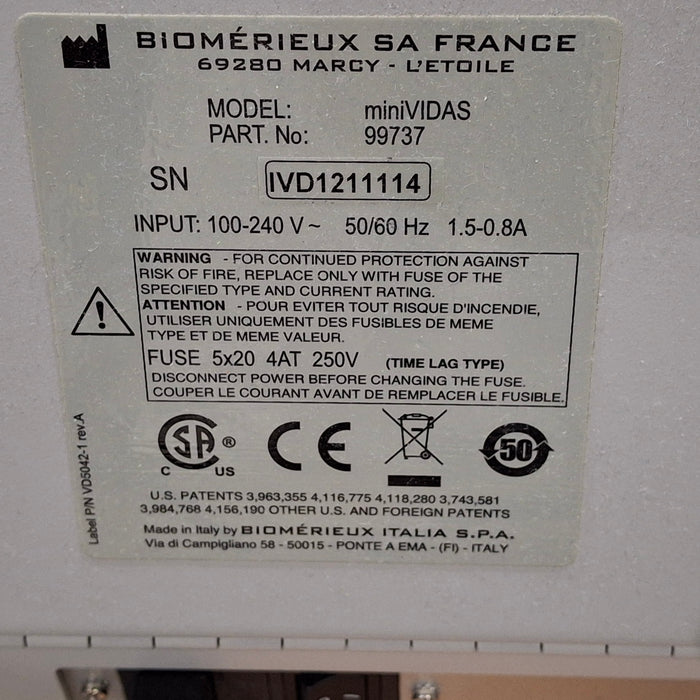 BIOMÉRIEUX SA FRANCE
69280 MARCY - L'ETOILE
MODEL: miniVIDAS
PART. No: 99737
SN IVD1211114
INPUT: 100-240 V ~ 50/60 Hz 1.5-0.8A
WARNING - FOR CONTINUED PROTECTION AGAINST
RISK OF FIRE, REPLACE ONLY WITH FUSE OF THE
SPECIFIED TYPE AND CURRENT RATING.
ATTENTION - POUR EVITER TOUT RISQUE D'INCENDIE,
UTILISER UNIQUEMENT DES FUSIBLES DE MEME
TYPE ET DE MEME VALEUR.
FUSE 5x20 4AT 250V (TIME LAG TYPE)
DISCONNECT POWER BEFORE CHANGING THE FUSE.
COUPER LE COURANT AVANT DE REMPLACER LE FUSIBLE.
SA ® C US
CE
50
Label P/N VD5042-1 rev.A
U.S. PATENTS 3,963,355 4,116,775 4,118,280 3,743,581
3,984,768 4,156,190 OTHER U.S. AND FOREIGN PATENTS
Made in Italy by BIOMÉRIEUX ITALIA S.P.A.
Via di Campigliano 58 - 50015 - PONTE A EMA - (FI) - ITALY